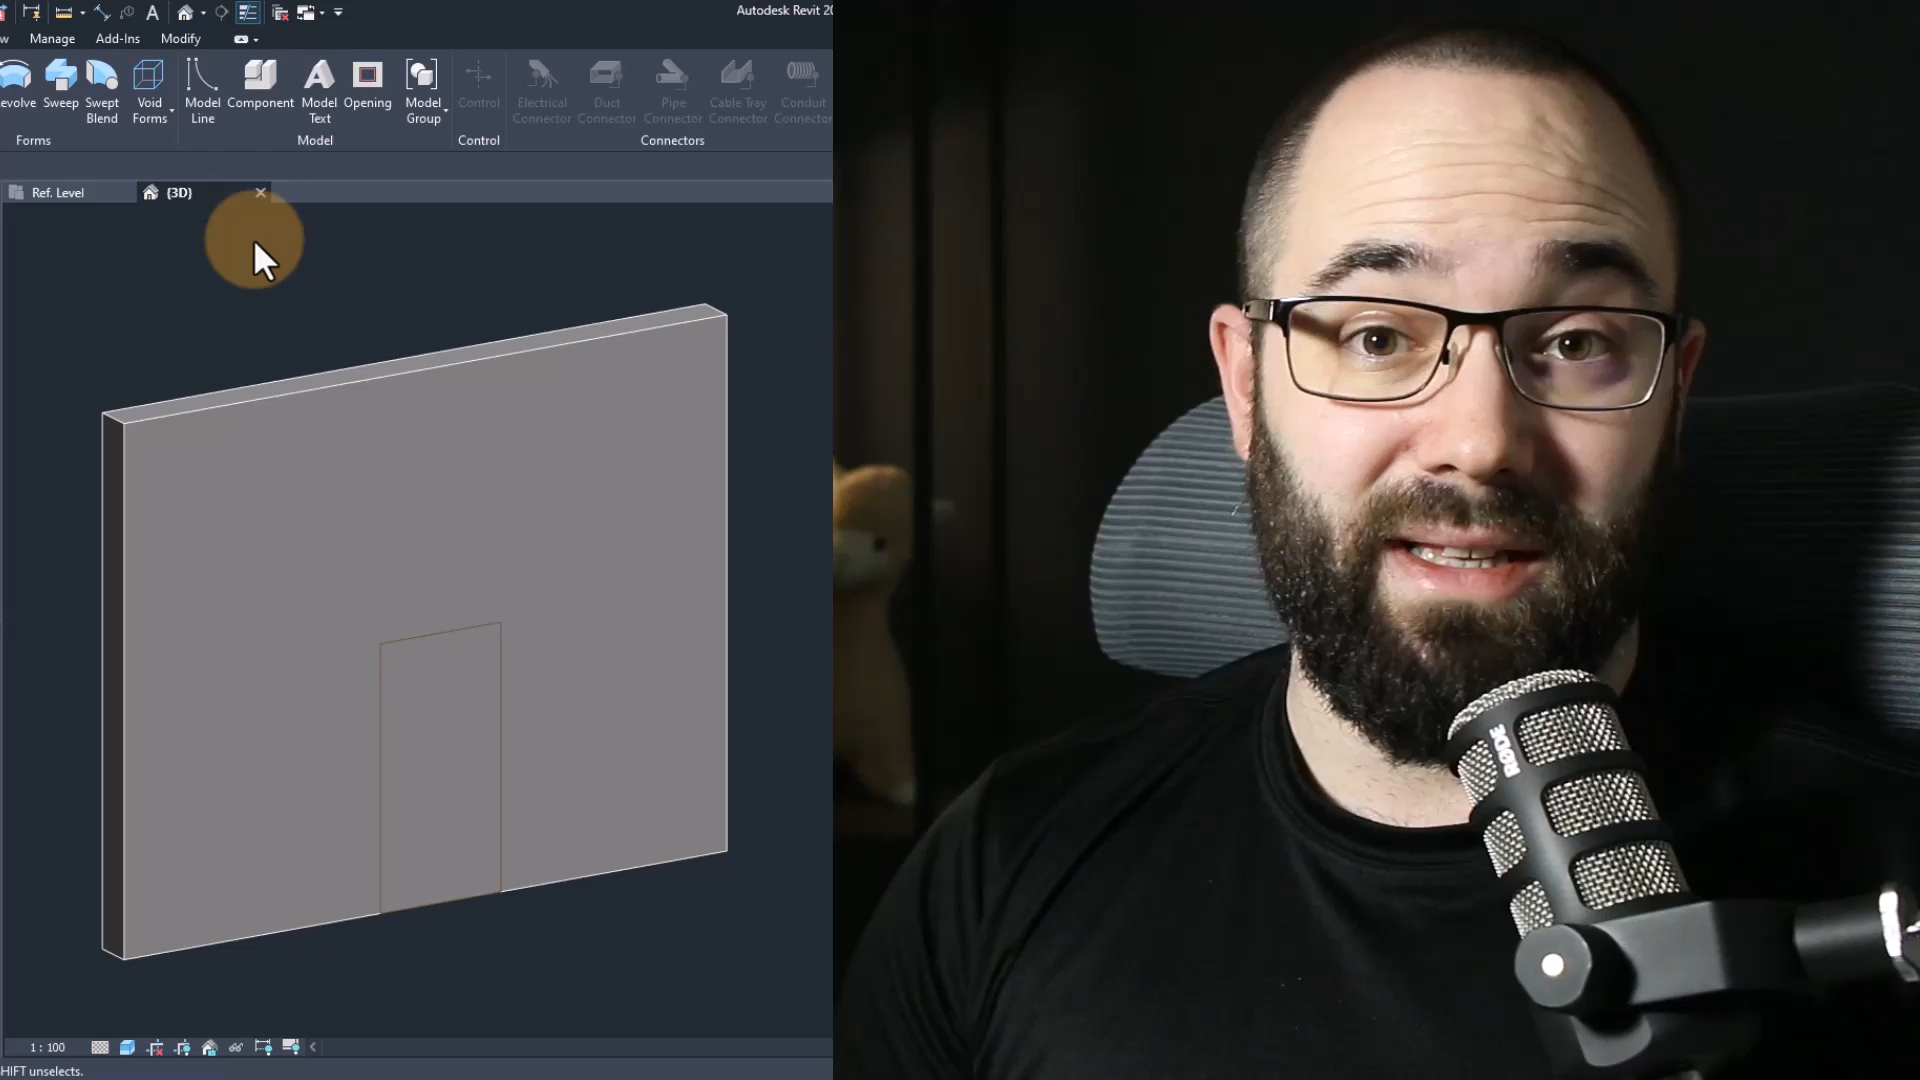 Autodesk Revit 20
Manage Add-Ins Modify
Sweep Swept Blend Void Forms Model Line Component Model Text Opening Model Group Control Electrical Connector Duct Connector Pipe Connector Cable Tray Connector Conduit Connector
Forms Model Control Connectors
Ref. Level {3D}
RØDE
1 : 100
HIFT unselects.